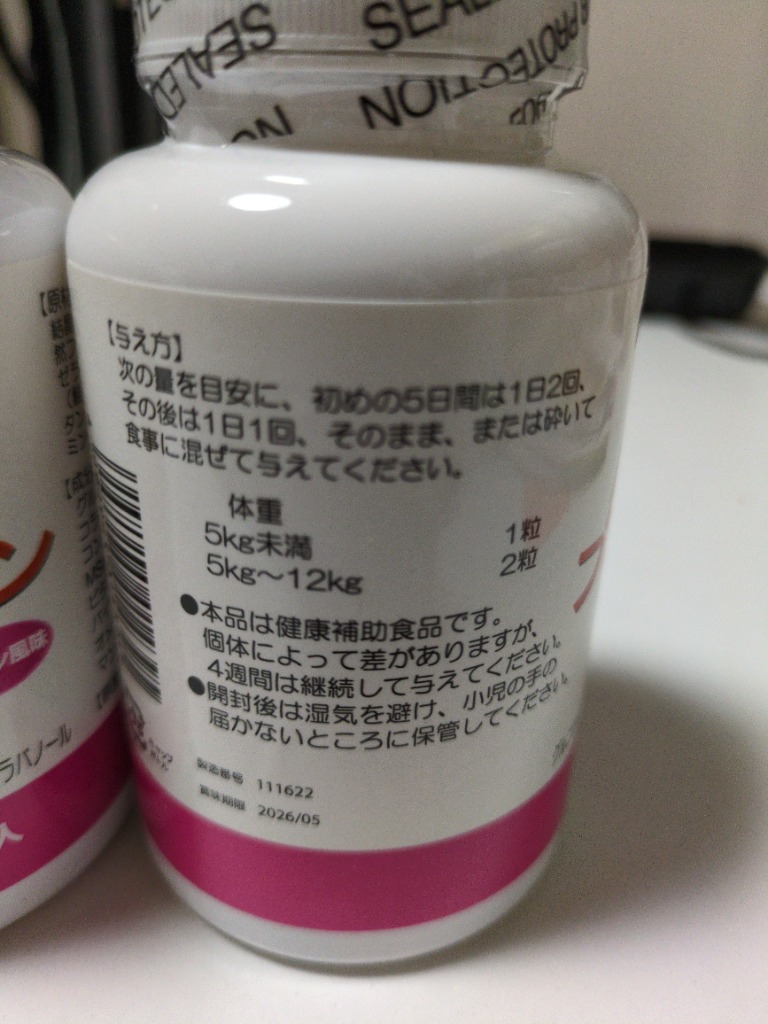 SEALED
SEALED
PROTECTION
【与え方】
次の量を目安に、初めの5日間は1日2回、
その後は1日1回、そのまま、または砕いて
食事に混ぜて与えてください。
体重
5kg未満 1粒
5kg～12kg 2粒
●本品は健康補助食品です。
個体によって差がありますが、
4週間は継続して与えてください。
●開封後は湿気を避け、小児の手の
届かないところに保管してください。
製造番号 111622
賞味期限 2026/05
ン
風味
入